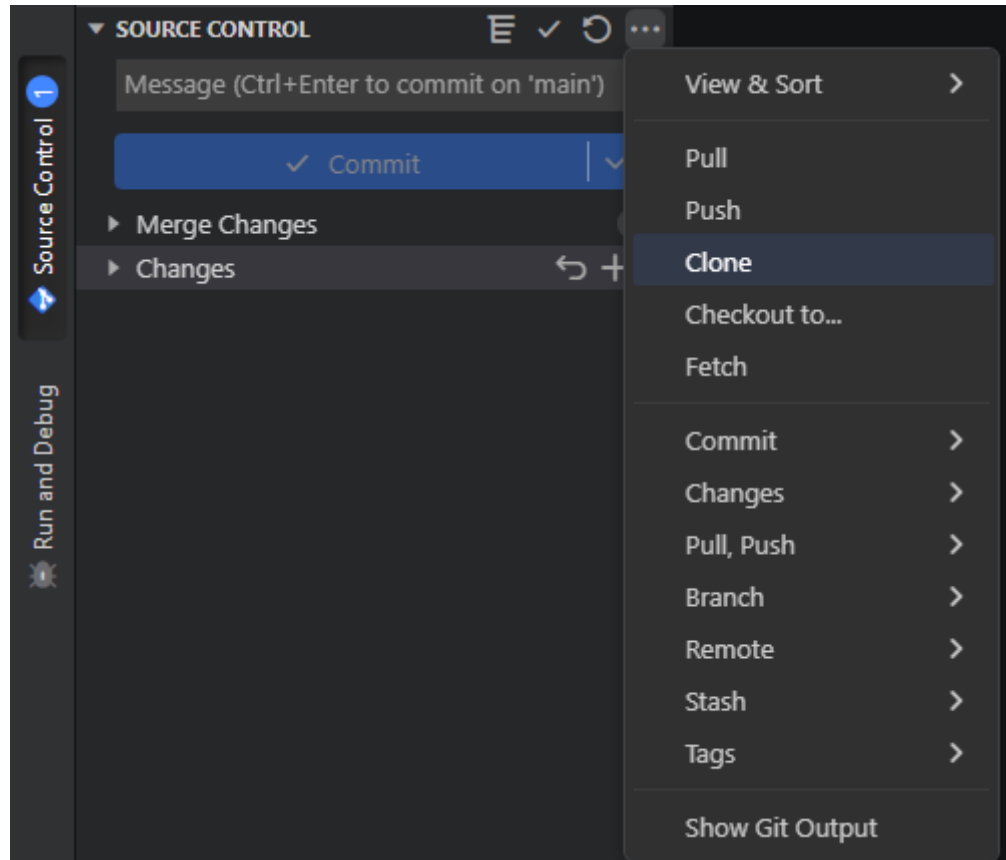 SOURCE CONTROL
Message (Ctrl+Enter to commit on 'main')
Commit
Merge Changes
Changes
1
Source Control
Run and Debug
View & Sort
Pull
Push
Clone
Checkout to...
Fetch
Commit
Changes
Pull, Push
Branch
Remote
Stash
Tags
Show Git Output